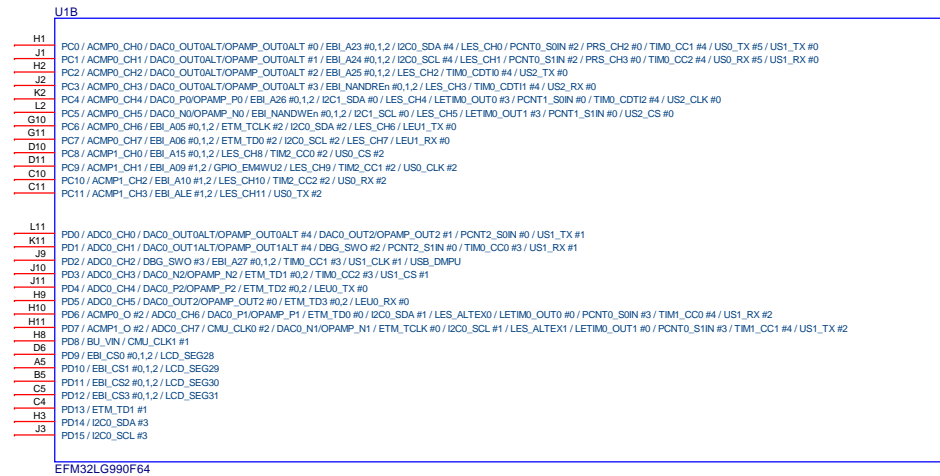 U1B
H1 PC0 / ACMP0_CH0 / DAC0_OUT0ALT/OPAMP_OUT0ALT #0 / EBI_A23 #0,1,2 / I2C0_SDA #4 / LES_CH0 / PCNT0_S0IN #2 / PRS_CH2 #0 / TIM0_CC1 #4 / US0_TX #5 / US1_TX #0
J1 PC1 / ACMP0_CH1 / DAC0_OUT0ALT/OPAMP_OUT0ALT #1 / EBI_A24 #0,1,2 / I2C0_SCL #4 / LES_CH1 / PCNT0_S1IN #2 / PRS_CH3 #0 / TIM0_CC2 #4 / US0_RX #5 / US1_RX #0
H2 PC2 / ACMP0_CH2 / DAC0_OUT0ALT/OPAMP_OUT0ALT #2 / EBI_A25 #0,1,2 / LES_CH2 / TIM0_CDTI0 #4 / US2_TX #0
J2 PC3 / ACMP0_CH3 / DAC0_OUT0ALT/OPAMP_OUT0ALT #3 / EBI_NANDREn #0,1,2 / LES_CH3 / TIM0_CDTI1 #4 / US2_RX #0
K2 PC4 / ACMP0_CH4 / DAC0_P0/OPAMP_P0 / EBI_A26 #0,1,2 / I2C1_SDA #0 / LES_CH4 / LETIM0_OUT0 #3 / PCNT1_S0IN #0 / TIM0_CDTI2 #4 / US2_CLK #0
L2 PC5 / ACMP0_CH5 / DAC0_N0/OPAMP_N0 / EBI_NANDWEn #0,1,2 / I2C1_SCL #0 / LES_CH5 / LETIM0_OUT1 #3 / PCNT1_S1IN #0 / US2_CS #0
G10 PC6 / ACMP0_CH6 / EBI_A05 #0,1,2 / ETM_TCLK #2 / I2C0_SDA #2 / LES_CH6 / LEU1_TX #0
G11 PC7 / ACMP0_CH7 / EBI_A06 #0,1,2 / ETM_TD0 #2 / I2C0_SCL #2 / LES_CH7 / LEU1_RX #0
D10 PC8 / ACMP1_CH0 / EBI_A15 #0,1,2 / LES_CH8 / TIM2_CC0 #2 / US0_CS #2
D11 PC9 / ACMP1_CH1 / EBI_A09 #1,2 / GPIO_EM4WU2 / LES_CH9 / TIM2_CC1 #2 / US0_CLK #2
C10 PC10 / ACMP1_CH2 / EBI_A10 #1,2 / LES_CH10 / TIM2_CC2 #2 / US0_RX #2
C11 PC11 / ACMP1_CH3 / EBI_ALE #1,2 / LES_CH11 / US0_TX #2
L11 PD0 / ADC0_CH0 / DAC0_OUT0ALT/OPAMP_OUT0ALT #4 / DAC0_OUT2/OPAMP_OUT2 #1 / PCNT2_S0IN #0 / US1_TX #1
K11 PD1 / ADC0_CH1 / DAC0_OUT1ALT/OPAMP_OUT1ALT #4 / DBG_SWO #2 / PCNT2_S1IN #0 / TIM0_CC0 #3 / US1_RX #1
J9 PD2 / ADC0_CH2 / DBG_SWO #3 / EBI_A27 #0,1,2 / TIM0_CC1 #3 / US1_CLK #1 / USB_DMPU
J10 PD3 / ADC0_CH3 / DAC0_N2/OPAMP_N2 / ETM_TD1 #0,2 / TIM0_CC2 #3 / US1_CS #1
J11 PD4 / ADC0_CH4 / DAC0_P2/OPAMP_P2 / ETM_TD2 #0,2 / LEU0_TX #0
H9 PD5 / ADC0_CH5 / DAC0_OUT2/OPAMP_OUT2 #0 / ETM_TD3 #0,2 / LEU0_RX #0
H10 PD6 / ACMP0_O #2 / ADC0_CH6 / DAC0_P1/OPAMP_P1 / ETM_TD0 #0 / I2C0_SDA #1 / LES_ALTEX0 / LETIM0_OUT0 #0 / PCNT0_S0IN #3 / TIM1_CC0 #4 / US1_RX #2
H11 PD7 / ACMP1_O #2 / ADC0_CH7 / CMU_CLK0 #2 / DAC0_N1/OPAMP_N1 / ETM_TCLK #0 / I2C0_SCL #1 / LES_ALTEX1 / LETIM0_OUT1 #0 / PCNT0_S1IN #3 / TIM1_CC1 #4 / US1_TX #2
H8 PD8 / BU_VIN / CMU_CLK1 #1
D6 PD9 / EBI_CS0 #0,1,2 / LCD_SEG28
A5 PD10 / EBI_CS1 #0,1,2 / LCD_SEG29
B5 PD11 / EBI_CS2 #0,1,2 / LCD_SEG30
C5 PD12 / EBI_CS3 #0,1,2 / LCD_SEG31
C4 PD13 / ETM_TD1 #1
H3 PD14 / I2C0_SDA #3
J3 PD15 / I2C0_SCL #3
EFM32LG990F64